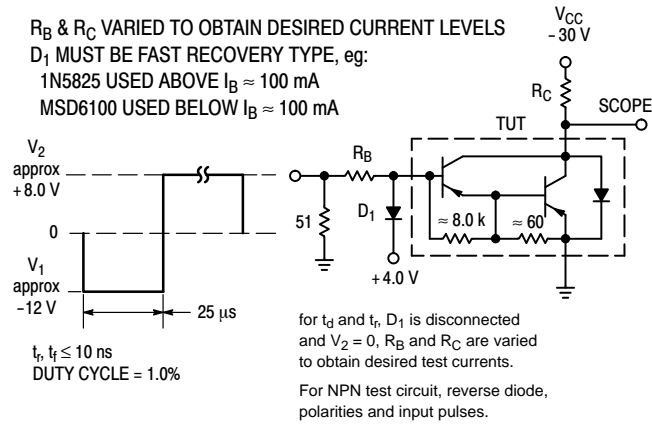 R_B & R_C VARIED TO OBTAIN DESIRED CURRENT LEVELS
D_1 MUST BE FAST RECOVERY TYPE, eg:
1N5825 USED ABOVE I_B ≈ 100 mA
MSD6100 USED BELOW I_B ≈ 100 mA
V_CC
– 30 V
R_C
SCOPE
TUT
V_2
approx
+8.0 V
0
V_1
approx
–12 V
25 μs
t_r, t_f ≤ 10 ns
DUTY CYCLE = 1.0%
R_B
51
D_1
+4.0 V
≈ 8.0 k
≈ 60
for t_d and t_r, D_1 is disconnected
and V_2 = 0, R_B and R_C are varied
to obtain desired test currents.
For NPN test circuit, reverse diode,
polarities and input pulses.